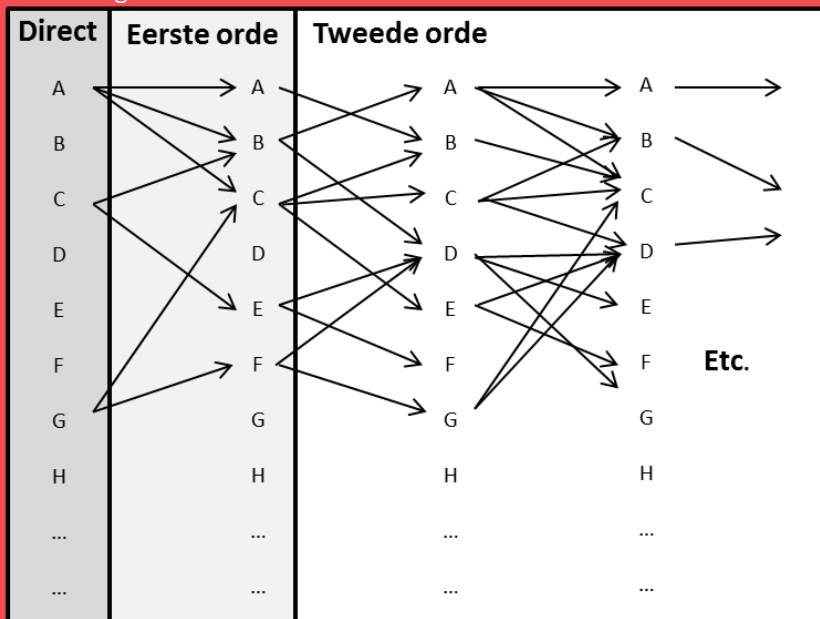 Direct Eerste orde Tweede orde
A A A A
B B B B
C C C C
D D D D
E E E E
F F F F Etc.
G G G G
H H H H
... ... ... ...
... ... ... ...